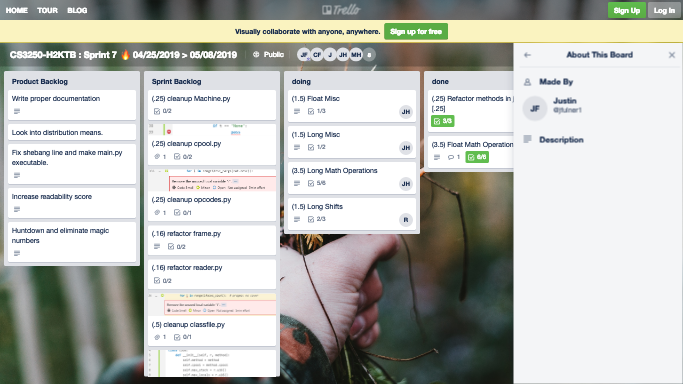 HOME TOUR BLOG
Trello
Sign Up Log In
Visually collaborate with anyone, anywhere. Sign up for free
CS3250-H2KTB : Sprint 7 🔥 04/25/2019 > 05/08/2019
Public
JF CF J JH MH
About This Board
Made By
JF
Justin
Description
Product Backlog
Write proper documentation
Look into distribution means.
Fix shebang line and make main.py
executable.
Increase readability score
Huntdown and eliminate magic
numbers
Sprint Backlog
(.25) cleanup Machine.py
0/2
(.25) cleanup cpool.py
1 0/2
(.25) cleanup opcodes.py
1 0/1
(.16) refactor frame.py
0/2
(.16) refactor reader.py
0/2
(.5) cleanup classfile.py
1 0/1
doing
(1.5) Float Misc
1/3 JH
(1.5) Long Misc
1/2 JH
(3.5) Long Math Operations
5/6 JH
(1.5) Long Shifts
2/3 R
done
(.25) Refactor methods in
(.25)
3/3
(3.5) Float Math Operation
1 6/6